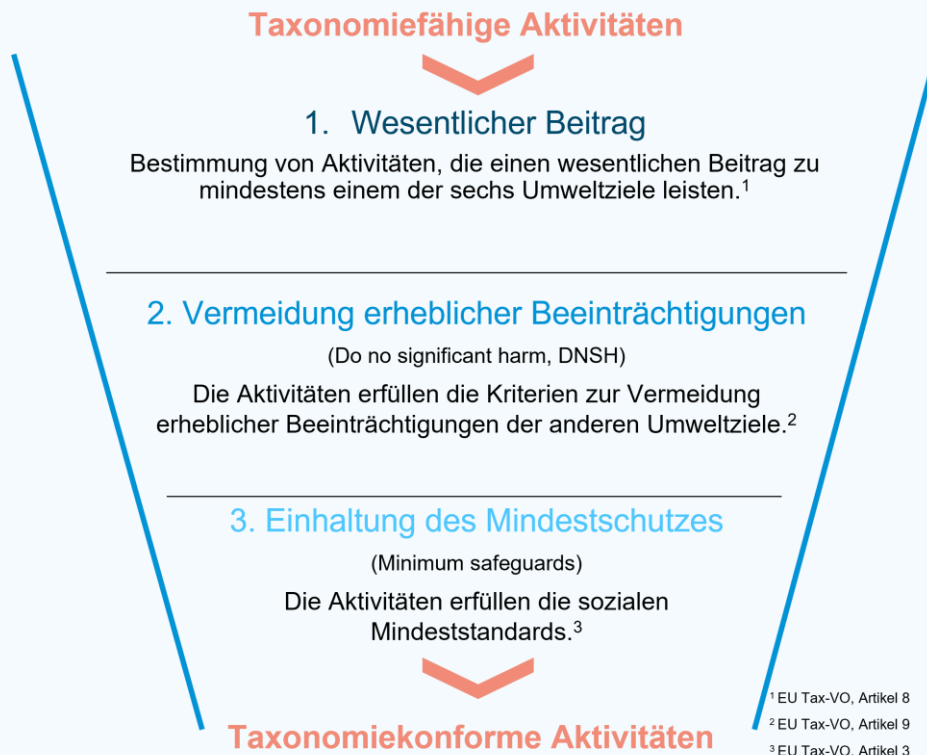 Taxonomiefähige Aktivitäten
1. Wesentlicher Beitrag
Bestimmung von Aktivitäten, die einen wesentlichen Beitrag zu
mindestens einem der sechs Umweltziele leisten.¹
2. Vermeidung erheblicher Beeinträchtigungen
(Do no significant harm, DNSH)
Die Aktivitäten erfüllen die Kriterien zur Vermeidung
erheblicher Beeinträchtigungen der anderen Umweltziele.²
3. Einhaltung des Mindestschutzes
(Minimum safeguards)
Die Aktivitäten erfüllen die sozialen
Mindeststandards.³
Taxonomiekonforme Aktivitäten
¹ EU Tax-VO, Artikel 8
² EU Tax-VO, Artikel 9
³ EU Tax-VO, Artikel 3